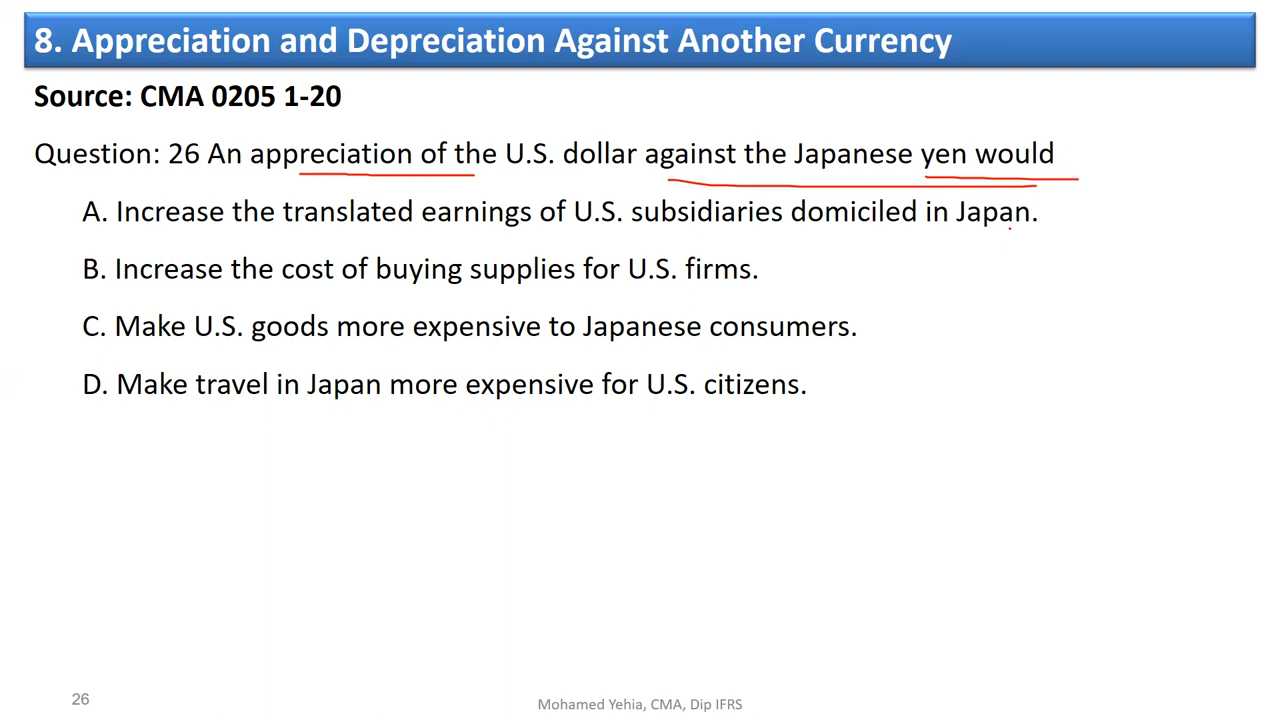 8. Appreciation and Depreciation Against Another Currency
Source: CMA 0205 1-20
Question: 26 An appreciation of the U.S. dollar against the Japanese yen would
A. Increase the translated earnings of U.S. subsidiaries domiciled in Japan.
B. Increase the cost of buying supplies for U.S. firms.
C. Make U.S. goods more expensive to Japanese consumers.
D. Make travel in Japan more expensive for U.S. citizens.
26
Mohamed Yehia, CMA, Dip IFRS